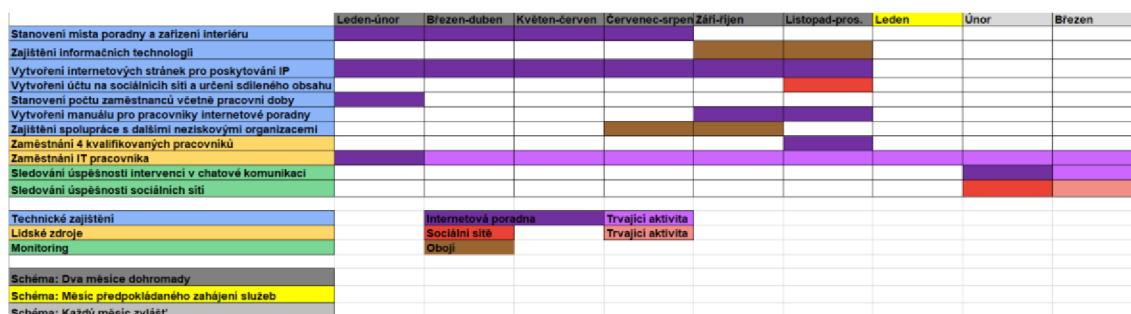 Leden-únor Březen-duben Květen-červen Červenec-srpen Září-říjen Listopad-pros. Leden Únor Březen
Stanovení místa poradny a zařízení interiéru
Zajištění informačních technologií
Vytvoření internetových stránek pro poskytování IP
Vytvoření účtu na sociálních sítí a určení sdíleného obsahu
Stanovení počtu zaměstnanců včetně pracovní doby
Vytvoření manuálu pro pracovníky internetové poradny
Zajištění spolupráce s dalšími neziskovými organizacemi
Zaměstnání 4 kvalifikovaných pracovníků
Zaměstnání IT pracovníka
Sledování úspěšnosti intervencí v chatové komunikaci
Sledování úspěšnosti sociálních sítí
Technické zajištění Internetová poradna Trvající aktivita
Lidské zdroje Sociální sítě Trvající aktivita
Monitoring Obojí
Schéma: Dva měsíce dohromady
Schéma: Měsíc předpokládaného zahájení služeb
Schéma: Každý měsíc zvlášť